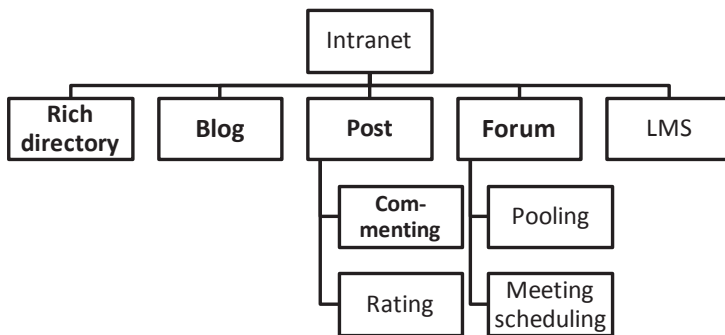 Intranet
Rich
directory
Blog
Post
Forum
LMS
Com-
menting
Pooling
Rating
Meeting
scheduling